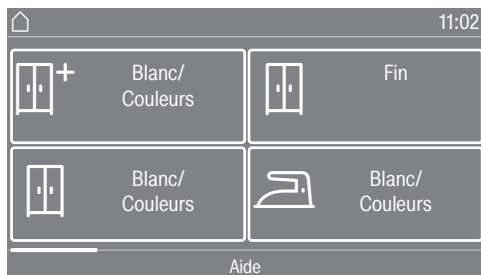 11:02
Blanc/
Couleurs
Fin
Blanc/
Couleurs
Blanc/
Couleurs
Aide